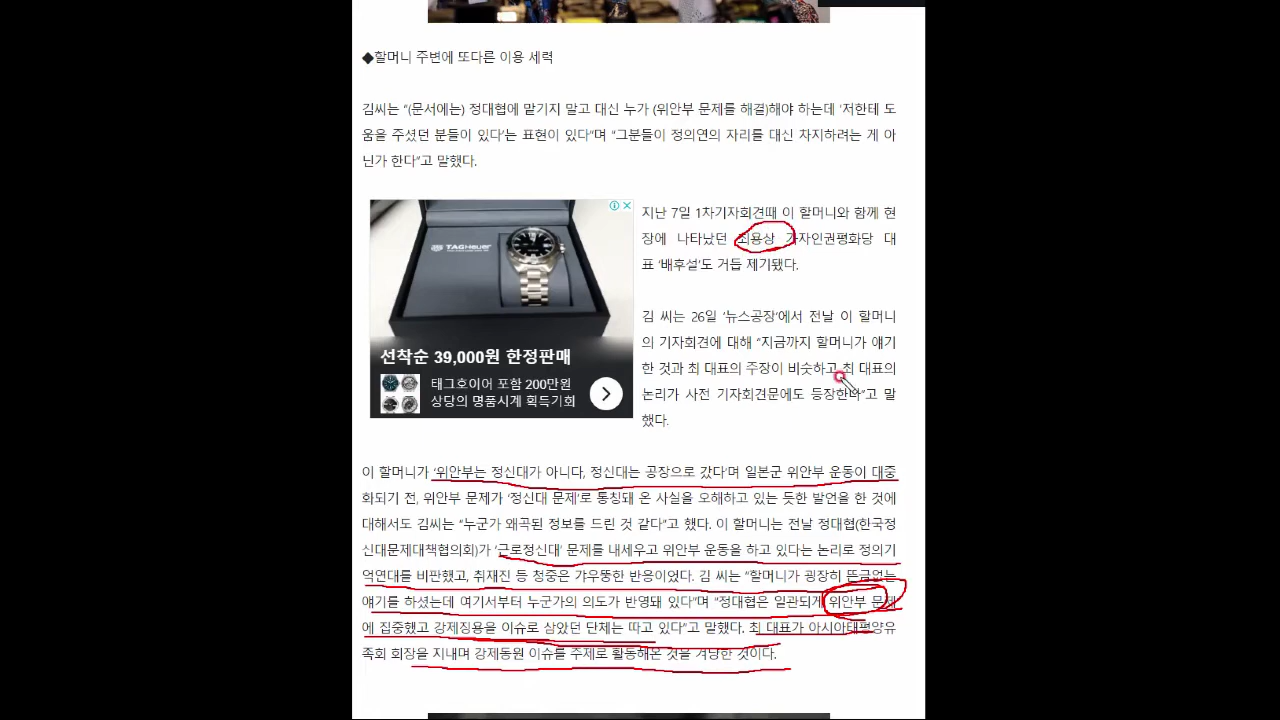 ◆할머니 주변에 또다른 이용 세력
김씨는 "(문서에는) 정대협에 맡기지 말고 대신 누가 (위안부 문제를 해결)해야 하는데 '저한테 도
움을 주셨던 분들이 있다'는 표현이 있다"며 "그분들이 정의연의 자리를 대신 차지하려는 게 아
닌가 한다"고 말했다.
TAGHeuer
선착순 39,000원 한정판매
태그호이어 포함 200만원
상당의 명품시계 획득기회
지난 7일 1차기자회견때 이 할머니와 함께 현
장에 나타났던 최용상 가자인권평화당 대
표 '배후설'도 거듭 제기됐다.
김 씨는 26일 '뉴스공장'에서 전날 이 할머니
의 기자회견에 대해 "지금까지 할머니가 얘기
한 것과 최 대표의 주장이 비슷하고 최 대표의
논리가 사전 기자회견문에도 등장한다"고 말
했다.
이 할머니가 '위안부는 정신대가 아니다, 정신대는 공장으로 갔다'며 일본군 위안부 운동이 대중
화되기 전, 위안부 문제가 '정신대 문제'로 통칭돼 온 사실을 오해하고 있는 듯한 발언을 한 것에
대해서도 김씨는 "누군가 왜곡된 정보를 드린 것 같다"고 했다. 이 할머니는 전날 정대협(한국정
신대문제대책협의회)가 '근로정신대' 문제를 내세우고 위안부 운동을 하고 있다는 논리로 정의기
억연대를 비판했고, 취재진 등 청중은 갸우뚱한 반응이었다. 김 씨는 "할머니가 굉장히 뜬금없는
얘기를 하셨는데 여기서부터 누군가의 의도가 반영돼 있다"며 "정대협은 일관되게 위안부 문제
에 집중했고 강제징용을 이슈로 삼았던 단체는 따고 있다"고 말했다. 최 대표가 아시아태평양유
족회 회장을 지내며 강제동원 이슈를 주제로 활동해온 것을 겨냥한 것이다.